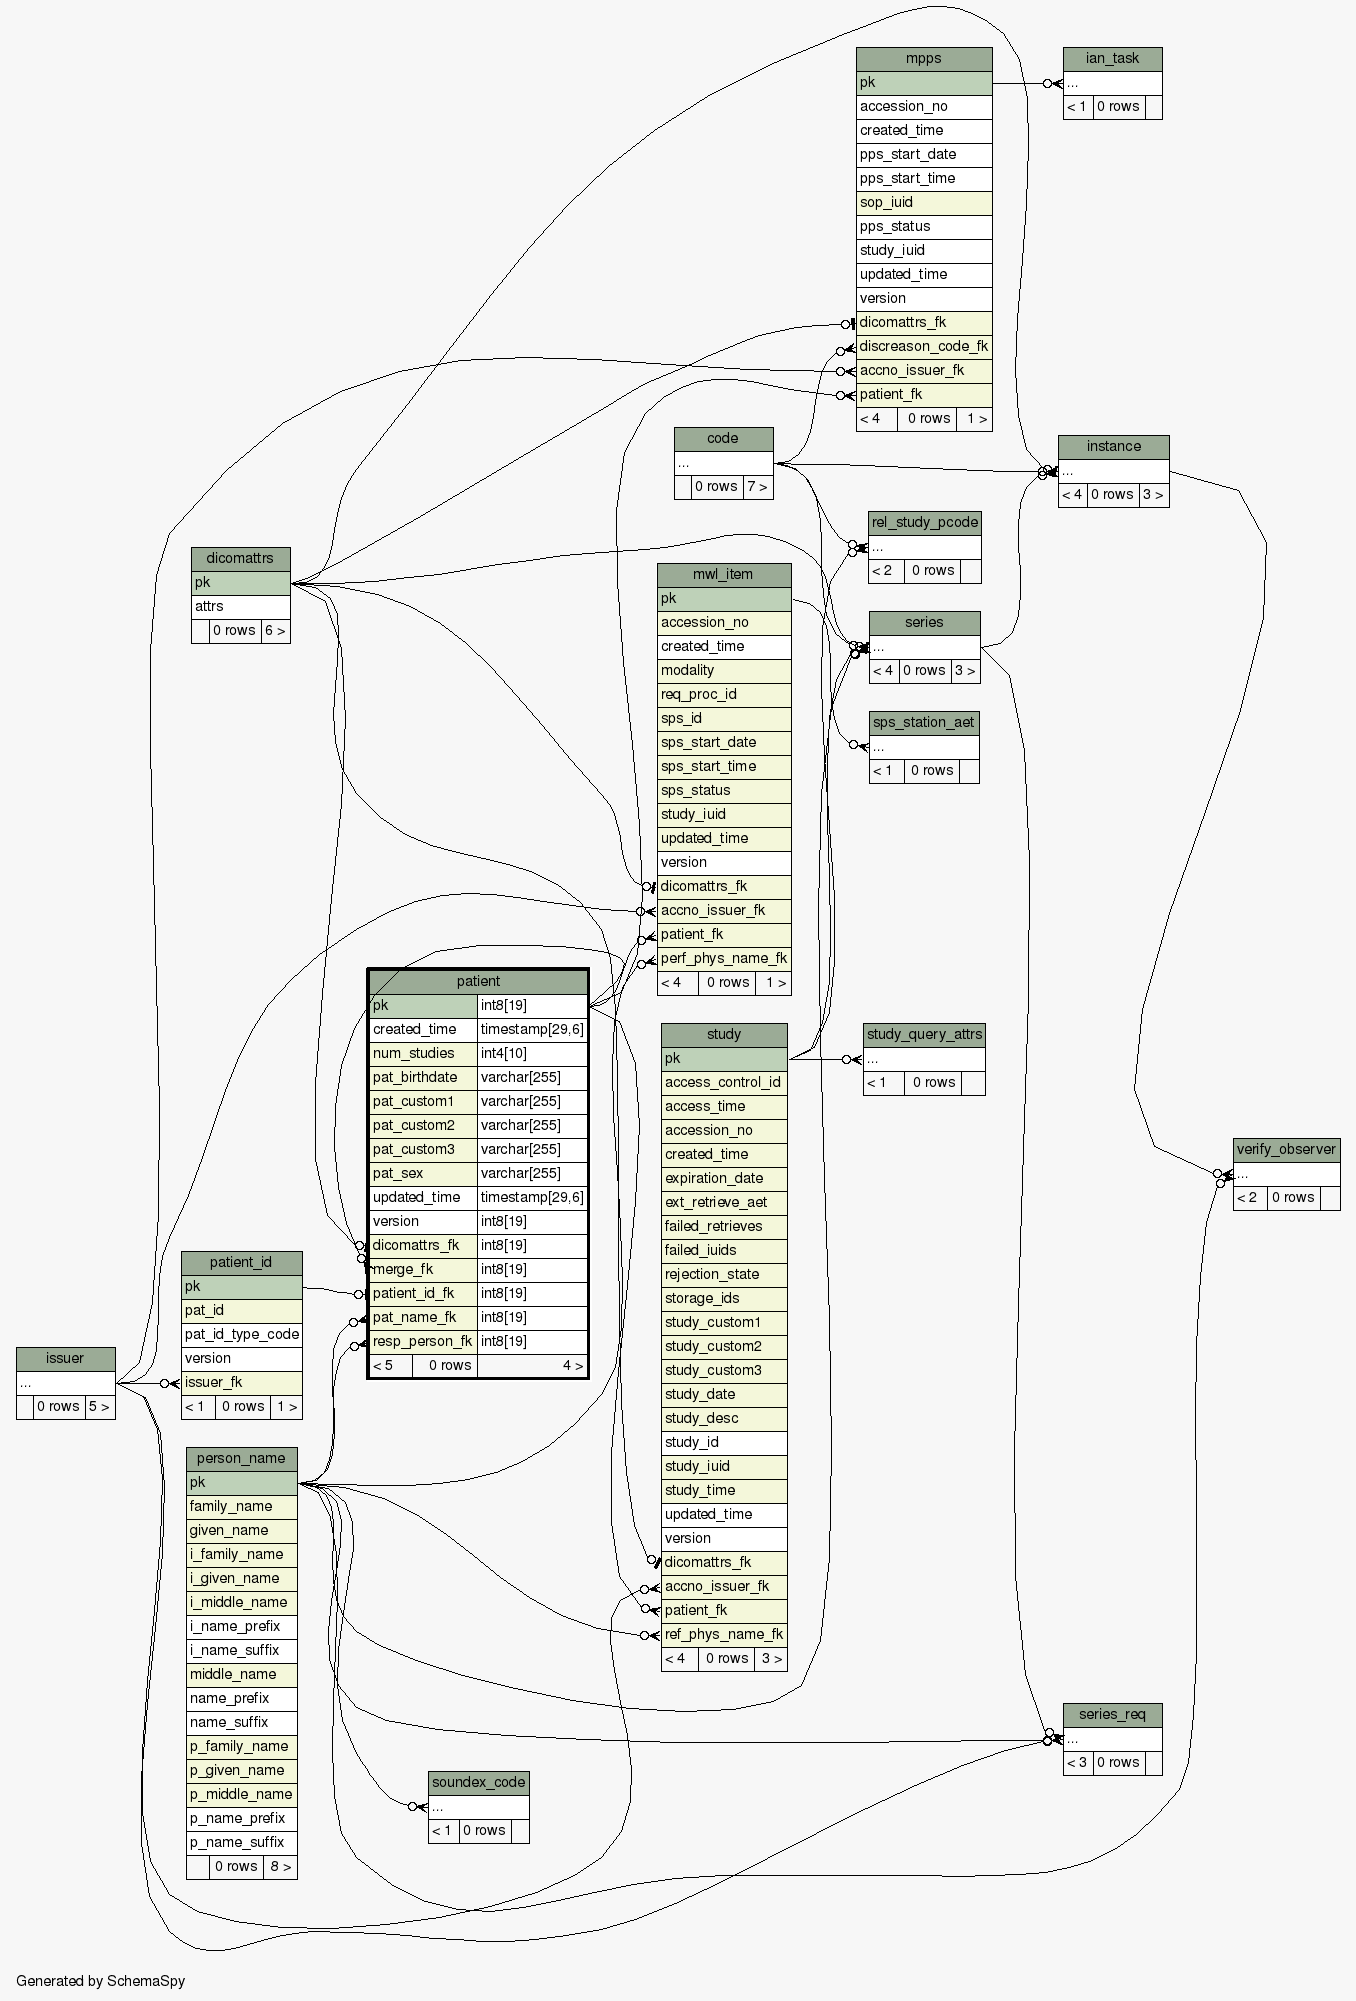 mpps
pk
accession_no
created_time
pps_start_date
pps_start_time
sop_iuid
pps_status
study_iuid
updated_time
version
dicomattrs_fk
discreason_code_fk
accno_issuer_fk
patient_fk
< 4 0 rows 1 >
ian_task
...
< 1 0 rows
code
...
0 rows 7 >
instance
...
< 4 0 rows 3 >
rel_study_pcode
...
< 2 0 rows
dicomattrs
pk
attrs
0 rows 6 >
mwl_item
pk
accession_no
created_time
modality
req_proc_id
sps_id
sps_start_date
sps_start_time
sps_status
study_iuid
updated_time
version
dicomattrs_fk
accno_issuer_fk
patient_fk
perf_phys_name_fk
< 4 0 rows 1 >
series
...
< 4 0 rows 3 >
sps_station_aet
...
< 1 0 rows
patient
pk int8[19]
created_time timestamp[29,6]
num_studies int4[10]
pat_birthdate varchar[255]
pat_custom1 varchar[255]
pat_custom2 varchar[255]
pat_custom3 varchar[255]
pat_sex varchar[255]
updated_time timestamp[29,6]
version int8[19]
dicomattrs_fk int8[19]
merge_fk int8[19]
patient_id_fk int8[19]
pat_name_fk int8[19]
resp_person_fk int8[19]
< 5 0 rows 4 >
study
pk
access_control_id
access_time
accession_no
created_time
expiration_date
ext_retrieve_aet
failed_retrieves
failed_iuids
rejection_state
storage_ids
study_custom1
study_custom2
study_custom3
study_date
study_desc
study_id
study_iuid
study_time
updated_time
version
dicomattrs_fk
accno_issuer_fk
patient_fk
ref_phys_name_fk
< 4 0 rows 3 >
study_query_attrs
...
< 1 0 rows
verify_observer
...
< 2 0 rows
patient_id
pk
pat_id
pat_id_type_code
version
issuer_fk
< 1 0 rows 1 >
issuer
...
0 rows 5 >
person_name
pk
family_name
given_name
i_family_name
i_given_name
i_middle_name
i_name_prefix
i_name_suffix
middle_name
name_prefix
name_suffix
p_family_name
p_given_name
p_middle_name
p_name_prefix
p_name_suffix
0 rows 8 >
series_req
...
< 3 0 rows
soundex_code
...
< 1 0 rows
Generated by SchemaSpy